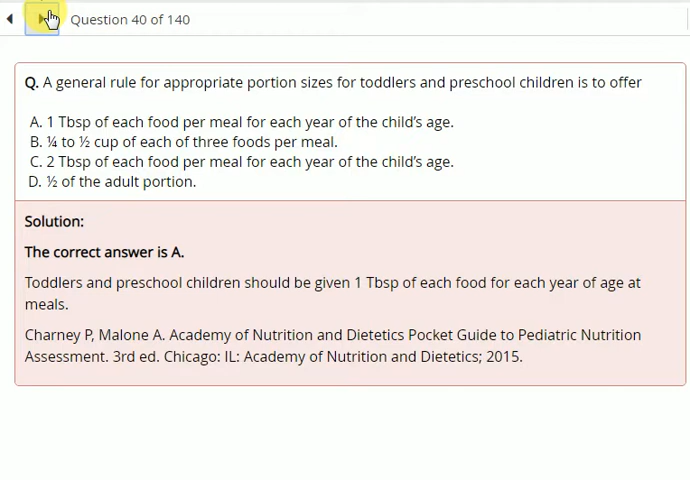 Question 40 of 140
Q. A general rule for appropriate portion sizes for toddlers and preschool children is to offer
A. 1 Tbsp of each food per meal for each year of the child's age.
B. ¼ to ½ cup of each of three foods per meal.
C. 2 Tbsp of each food per meal for each year of the child's age.
D. ½ of the adult portion.
Solution:
The correct answer is A.
Toddlers and preschool children should be given 1 Tbsp of each food for each year of age at
meals.
Charney P, Malone A. Academy of Nutrition and Dietetics Pocket Guide to Pediatric Nutrition
Assessment. 3rd ed. Chicago: IL: Academy of Nutrition and Dietetics; 2015.